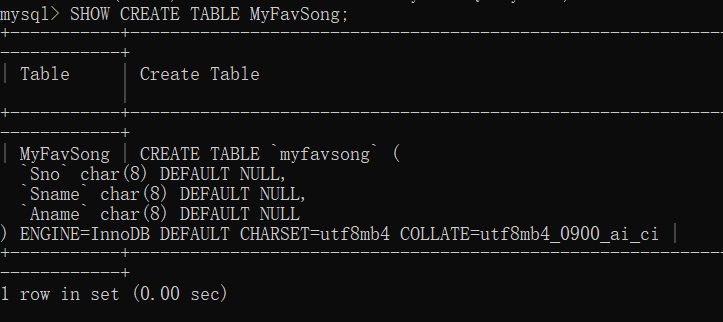 mysql> SHOW CREATE TABLE MyFavSong;
| Table | Create Table
|
| MyFavSong | CREATE TABLE `myfavsong` (
`Sno` char(8) DEFAULT NULL,
`Sname` char(8) DEFAULT NULL,
`Aname` char(8) DEFAULT NULL
) ENGINE=InnoDB DEFAULT CHARSET=utf8mb4 COLLATE=utf8mb4_0900_ai_ci |
1 row in set (0.00 sec)